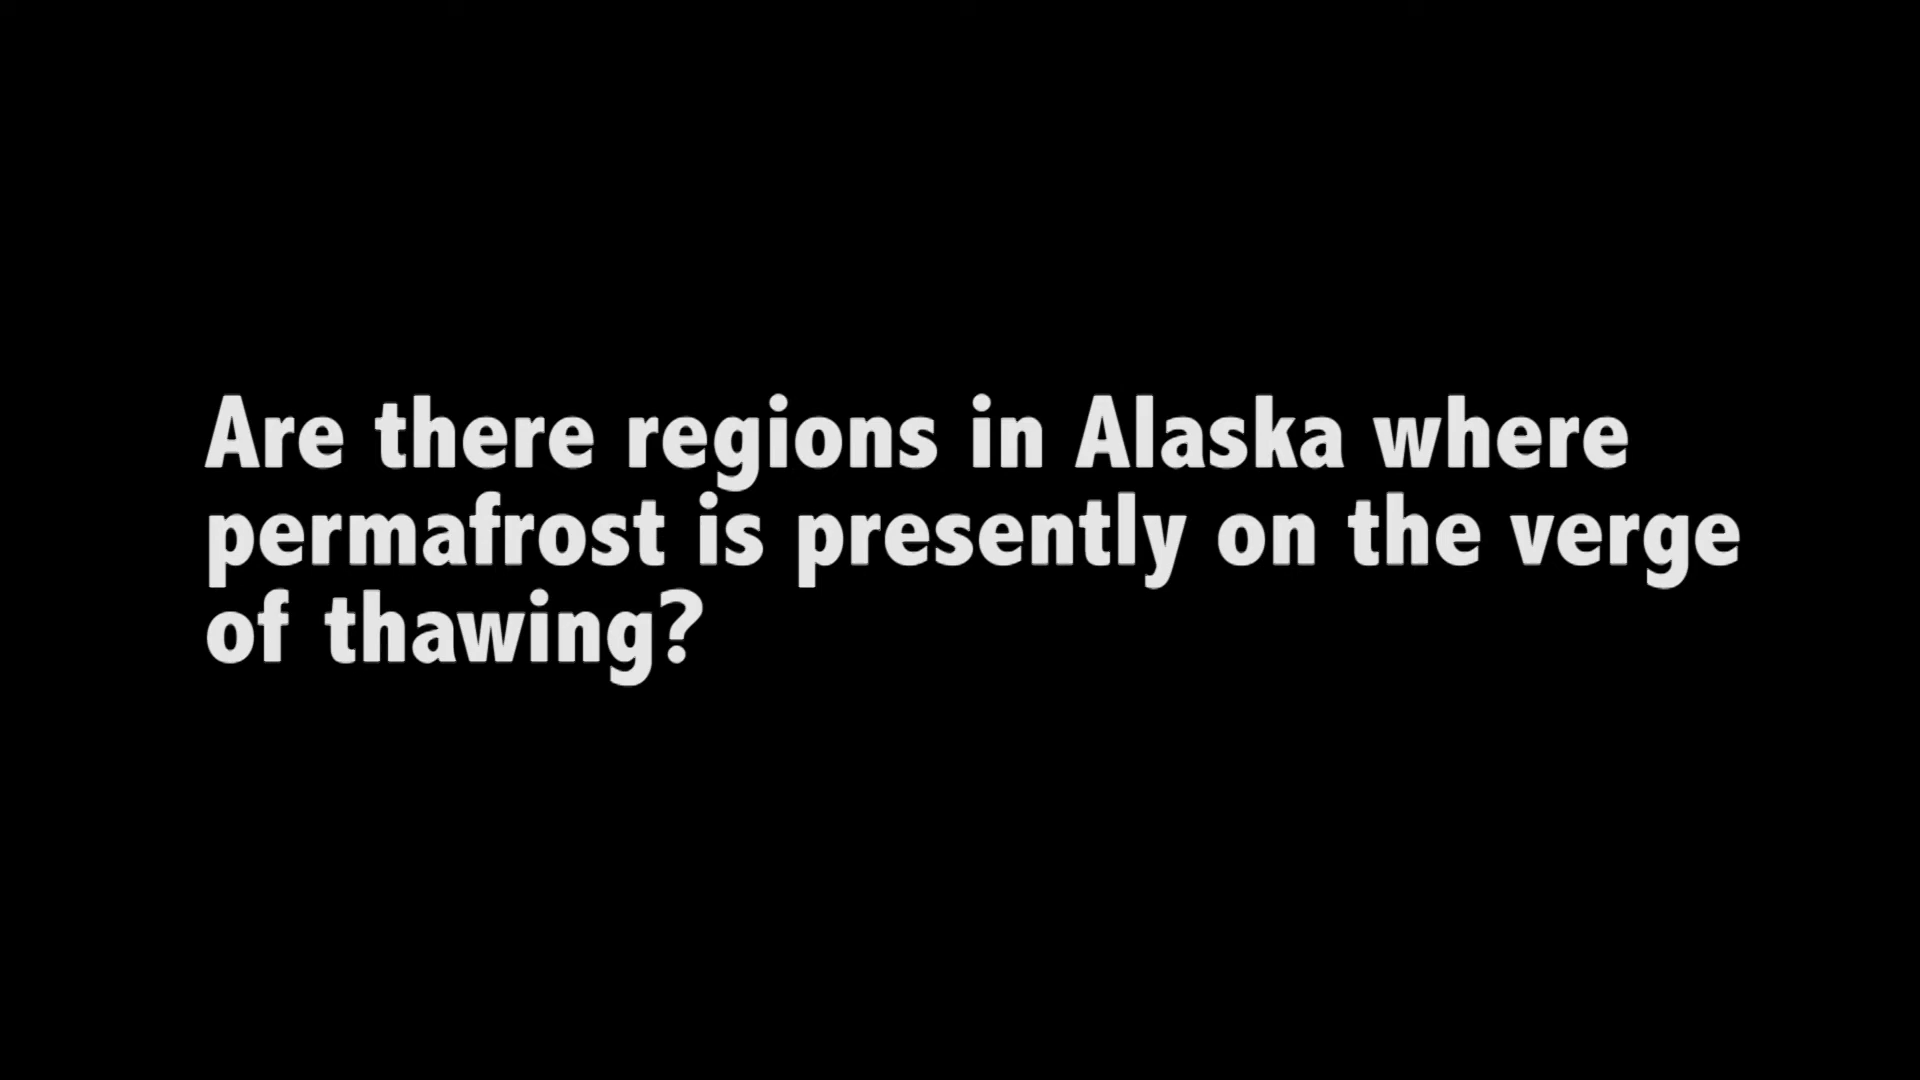 Are there regions in Alaska where
permafrost is presently on the verge
of thawing?